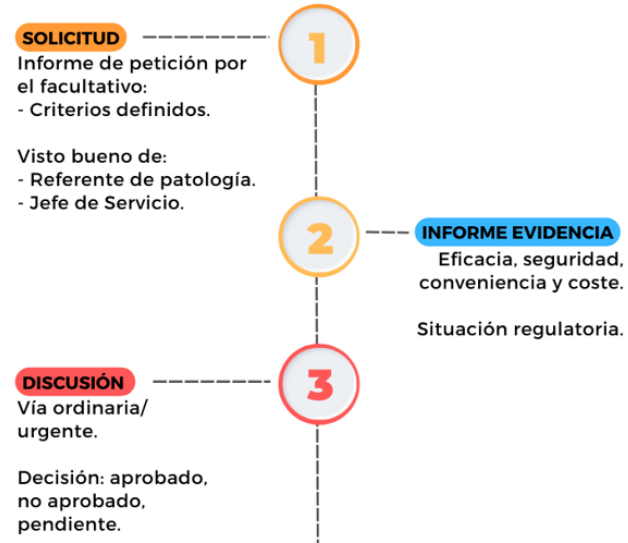 SOLICITUD
1
Informe de petición por
el facultativo:
- Criterios definidos.
Visto bueno de:
- Referente de patología.
- Jefe de Servicio.
2
INFORME EVIDENCIA
Eficacia, seguridad,
conveniencia y coste.
Situación regulatoria.
3
DISCUSIÓN
Vía ordinaria/
urgente.
Decisión: aprobado,
no aprobado,
pendiente.